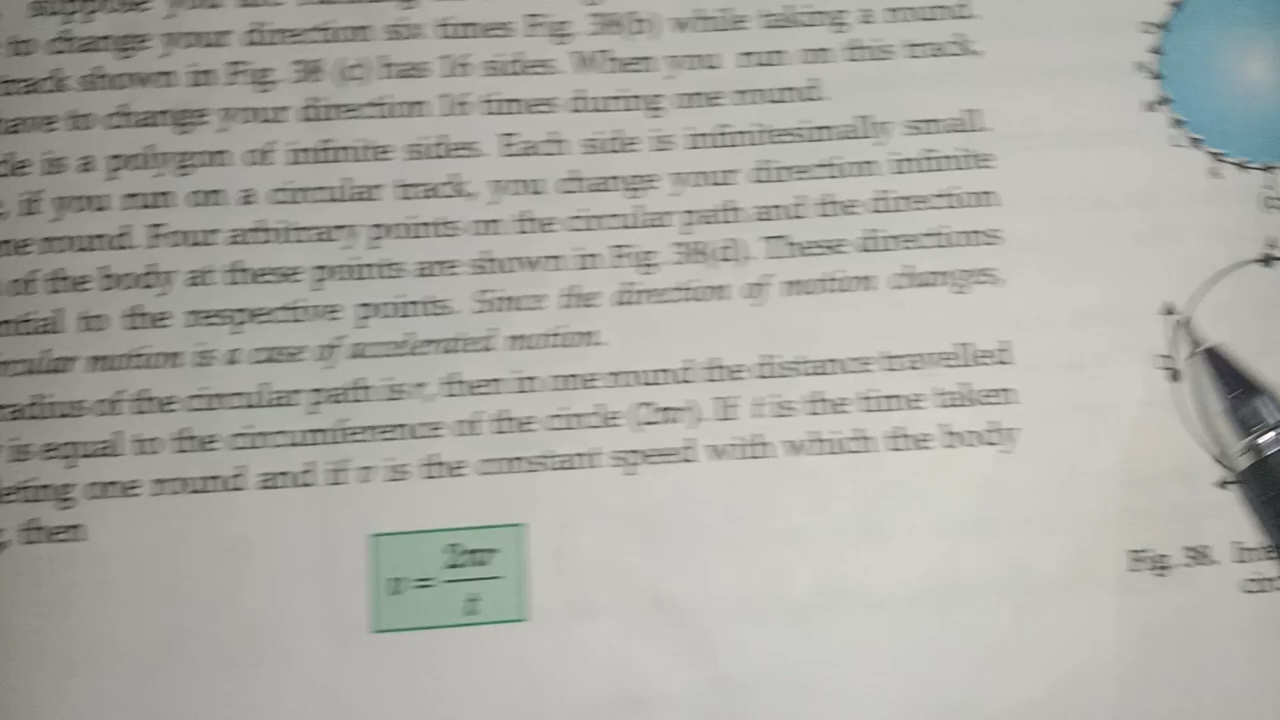 suppose you are running
to change your direction six times Fig. 38(b) while taking a round.
track shown in Fig. 38 (c) has 16 sides. When you run on this track,
have to change your direction 16 times during one round.
is a polygon of infinite sides. Each side is infinitesimally small.
, if you run on a circular track, you change your direction infinite
round. Four arbitrary points on the circular path and the direction
of the body at these points are shown in Fig. 38(d). These directions
to the respective points. Since the direction of motion changes,
motion is a case of accelerated motion.
radius of the circular path is r, then in one round the distance travelled
is equal to the circumference of the circle (2πr). If t is the time taken
one round and if v is the constant speed with which the body
, then
v = 2πr / t
Fig. 38.